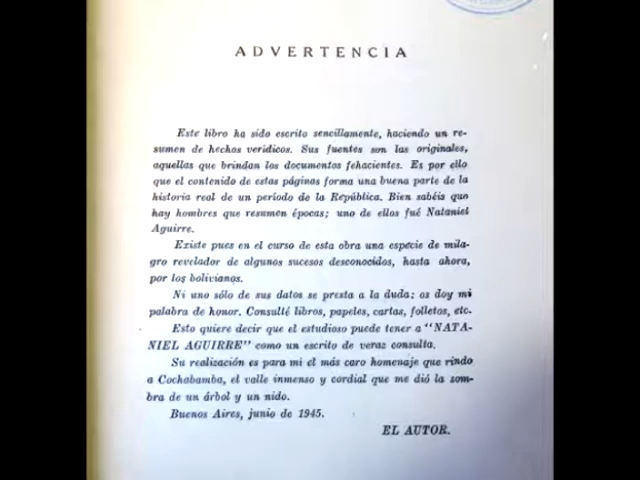 ADVERTENCIA
Este libro ha sido escrito sencillamente, haciendo un re-
sumen de hechos verídicos. Sus fuentes son las originales,
aquellas que brindan los documentos fehacientes. Es por ello
que el contenido de estas páginas forma una buena parte de la
historia real de un período de la República. Bien sabéis que
hay hombres que resumen épocas; uno de ellos fué Nataniel
Aguirre.
Existe pues en el curso de esta obra una especie de mila-
gro revelador de algunos sucesos desconocidos, hasta ahora,
por los bolivianos.
Ni uno sólo de sus datos se presta a la duda; os doy mi
palabra de honor. Consulté libros, papeles, cartas, folletos, etc.
Esto quiere decir que el estudioso puede tener a "NATA-
NIEL AGUIRRE" como un escrito de veraz consulta.
Su realización es para mi el más caro homenaje que rindo
a Cochabamba, el valle inmenso y cordial que me dió la som-
bra de un árbol y un nido.
Buenos Aires, junio de 1945.
EL AUTOR.